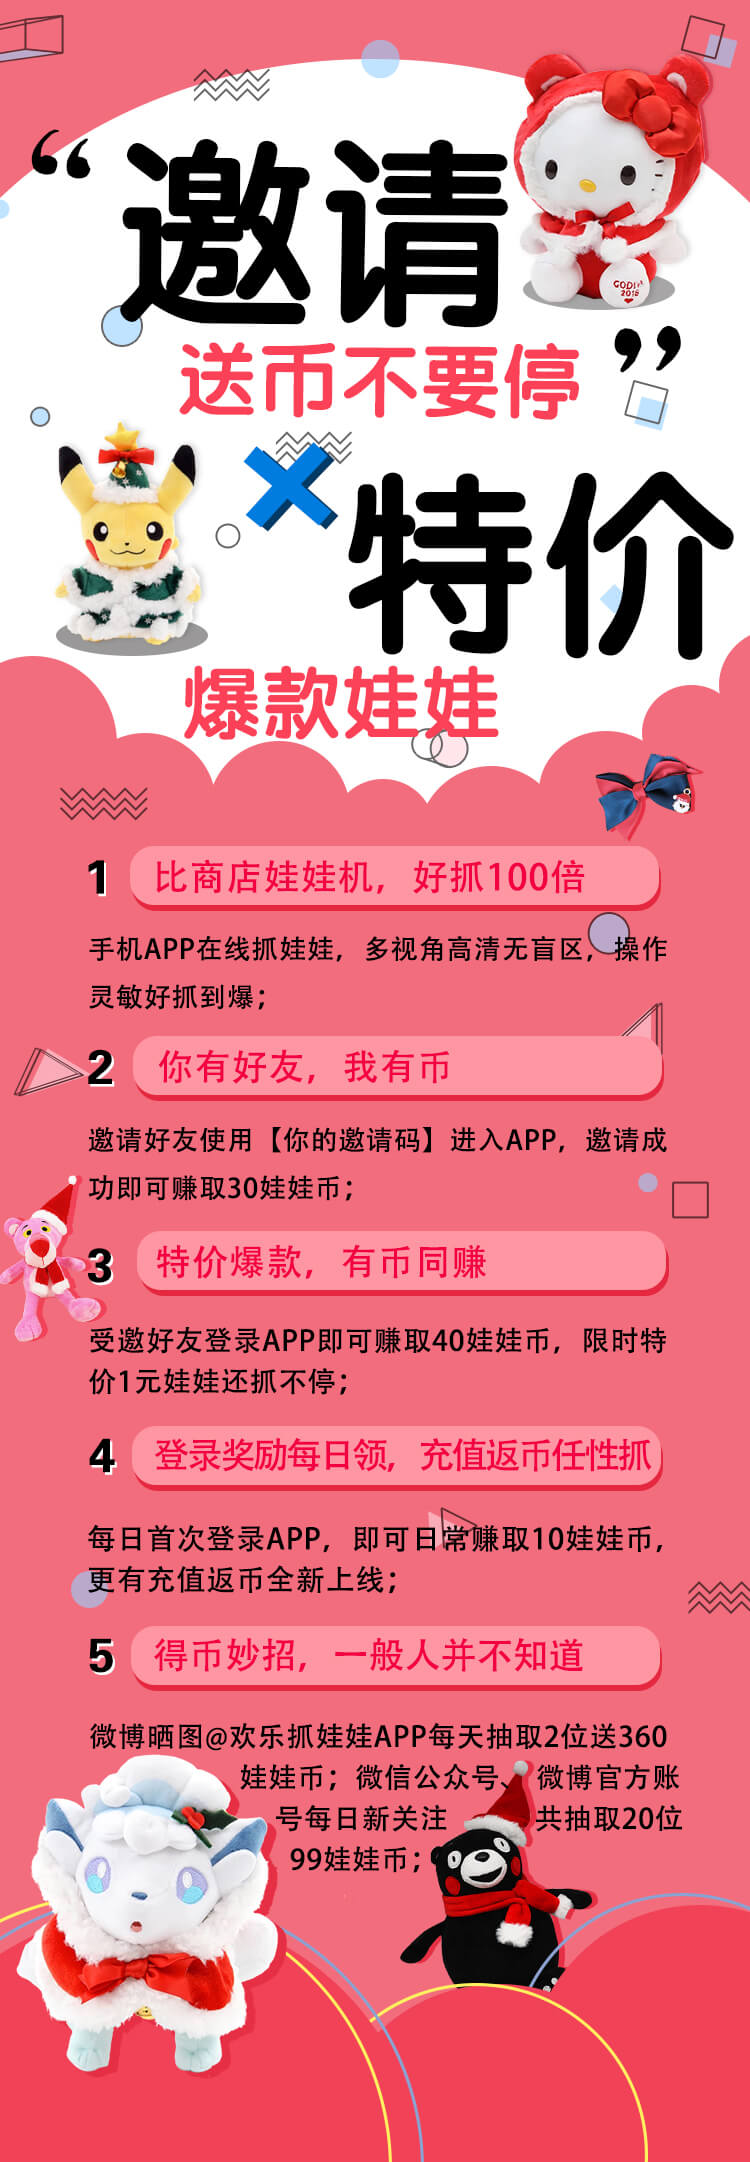 “邀请
送币不要停”
特价
爆款娃娃
1 比商店娃娃机，好抓100倍
手机APP在线抓娃娃，多视角高清无盲区，操作
灵敏好抓到爆；
2 你有好友，我有币
邀请好友使用【你的邀请码】进入APP，邀请成
功即可赚取30娃娃币；
3 特价爆款，有币同赚
受邀好友登录APP即可赚取40娃娃币，限时特
价1元娃娃还抓不停；
4 登录奖励每日领，充值返币任性抓
每日首次登录APP，即可日常赚取10娃娃币，
更有充值返币全新上线；
5 得币妙招，一般人并不知道
微博晒图@欢乐抓娃娃APP每天抽取2位送360
娃娃币；微信公众号、微博官方账
号每日新关注 共抽取20位
99娃娃币；